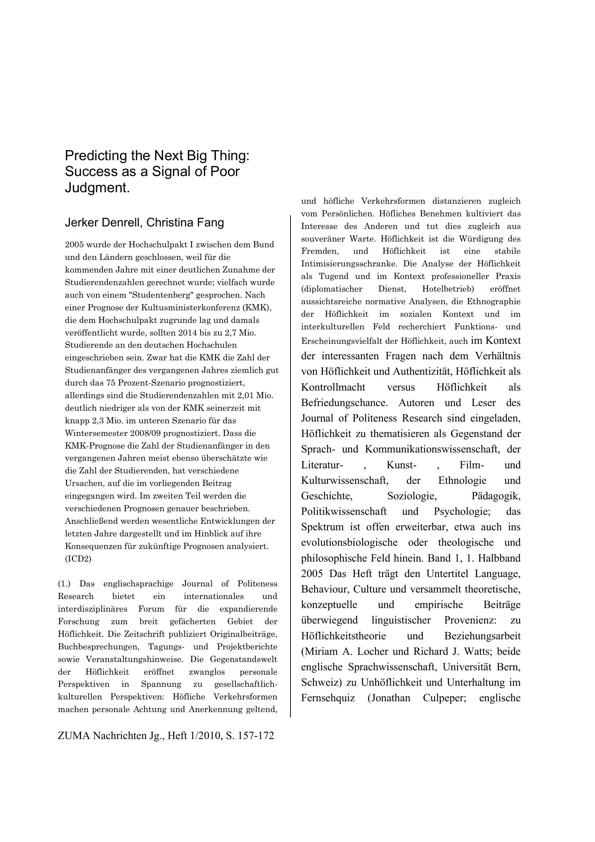 Predicting the Next Big Thing:
Success as a Signal of Poor
Judgment.
Jerker Denrell, Christina Fang
2005 wurde der Hochschulpakt I zwischen dem Bund
und den Ländern geschlossen, weil für die
kommenden Jahre mit einer deutlichen Zunahme der
Studierendenzahlen gerechnet wurde; vielfach wurde
auch von einem "Studentenberg" gesprochen. Nach
einer Prognose der Kultusministerkonferenz (KMK),
die dem Hochschulpakt zugrunde lag und damals
veröffentlicht wurde, sollten 2014 bis zu 2,7 Mio.
Studierende an den deutschen Hochschulen
eingeschrieben sein. Zwar hat die KMK die Zahl der
Studienanfänger des vergangenen Jahres ziemlich gut
durch das 75 Prozent-Szenario prognostiziert,
allerdings sind die Studierendenzahlen mit 2,01 Mio.
deutlich niedriger als von der KMK seinerzeit mit
knapp 2,3 Mio. im unteren Szenario für das
Wintersemester 2008/09 prognostiziert. Dass die
KMK-Prognose die Zahl der Studienanfänger in den
vergangenen Jahren meist ebenso überschätzte wie
die Zahl der Studierenden, hat verschiedene
Ursachen, auf die im vorliegenden Beitrag
eingegangen wird. Im zweiten Teil werden die
verschiedenen Prognosen genauer beschrieben.
Anschließend werden wesentliche Entwicklungen der
letzten Jahre dargestellt und im Hinblick auf ihre
Konsequenzen für zukünftige Prognosen analysiert.
(ICD2)
(1.) Das englischsprachige Journal of Politeness
Research bietet ein internationales und
interdisziplinäres Forum für die expandierende
Forschung zum breit gefächerten Gebiet der
Höflichkeit. Die Zeitschrift publiziert Originalbeiträge,
Buchbesprechungen, Tagungs- und Projektberichte
sowie Veranstaltungshinweise. Die Gegenstandswelt
der Höflichkeit eröffnet zwanglos personale
Perspektiven in Spannung zu gesellschaftlich-
kulturellen Perspektiven: Höfliche Verkehrsformen
machen personale Achtung und Anerkennung geltend,
und höfliche Verkehrsformen distanzieren zugleich
vom Persönlichen. Höfliches Benehmen kultiviert das
Interesse des Anderen und tut dies zugleich aus
souveräner Warte. Höflichkeit ist die Würdigung des
Fremden, und Höflichkeit ist eine stabile
Intimisierungsschranke. Die Analyse der Höflichkeit
als Tugend und im Kontext professioneller Praxis
(diplomatischer Dienst, Hotelbetrieb) eröffnet
aussichtsreiche normative Analysen, die Ethnographie
der Höflichkeit im sozialen Kontext und im
interkulturellen Feld recherchiert Funktions- und
Erscheinungsvielfalt der Höflichkeit, auch im Kontext
der interessanten Fragen nach dem Verhältnis
von Höflichkeit und Authentizität, Höflichkeit als
Kontrollmacht versus Höflichkeit als
Befriedungschance. Autoren und Leser des
Journal of Politeness Research sind eingeladen,
Höflichkeit zu thematisieren als Gegenstand der
Sprach- und Kommunikationswissenschaft, der
Literatur- , Kunst- , Film- und
Kulturwissenschaft, der Ethnologie und
Geschichte, Soziologie, Pädagogik,
Politikwissenschaft und Psychologie; das
Spektrum ist offen erweiterbar, etwa auch ins
evolutionsbiologische oder theologische und
philosophische Feld hinein. Band 1, 1. Halbband
2005 Das Heft trägt den Untertitel Language,
Behaviour, Culture und versammelt theoretische,
konzeptuelle und empirische Beiträge
überwiegend linguistischer Provenienz: zu
Höflichkeitstheorie und Beziehungsarbeit
(Miriam A. Locher und Richard J. Watts; beide
englische Sprachwissenschaft, Universität Bern,
Schweiz) zu Unhöflichkeit und Unterhaltung im
Fernsehquiz (Jonathan Culpeper; englische
ZUMA Nachrichten Jg., Heft 1/2010, S. 157-172